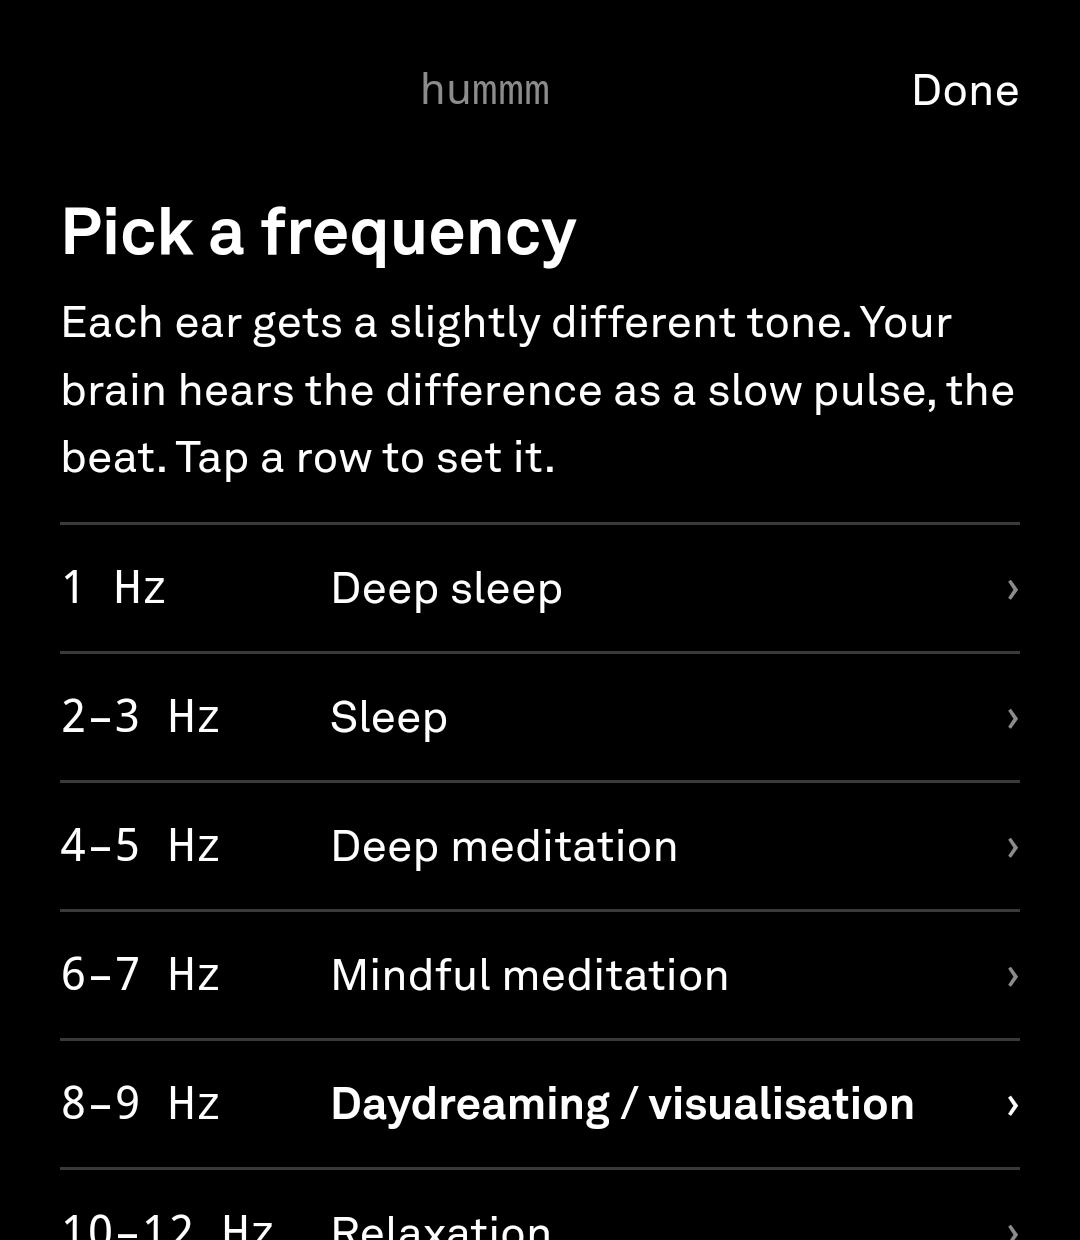 hummm
Done
Pick a frequency
Each ear gets a slightly different tone. Your
brain hears the difference as a slow pulse, the
beat. Tap a row to set it.
1 Hz Deep sleep ›
2–3 Hz Sleep ›
4–5 Hz Deep meditation ›
6–7 Hz Mindful meditation ›
8–9 Hz Daydreaming / visualisation ›
10–12 Hz Relaxation ›